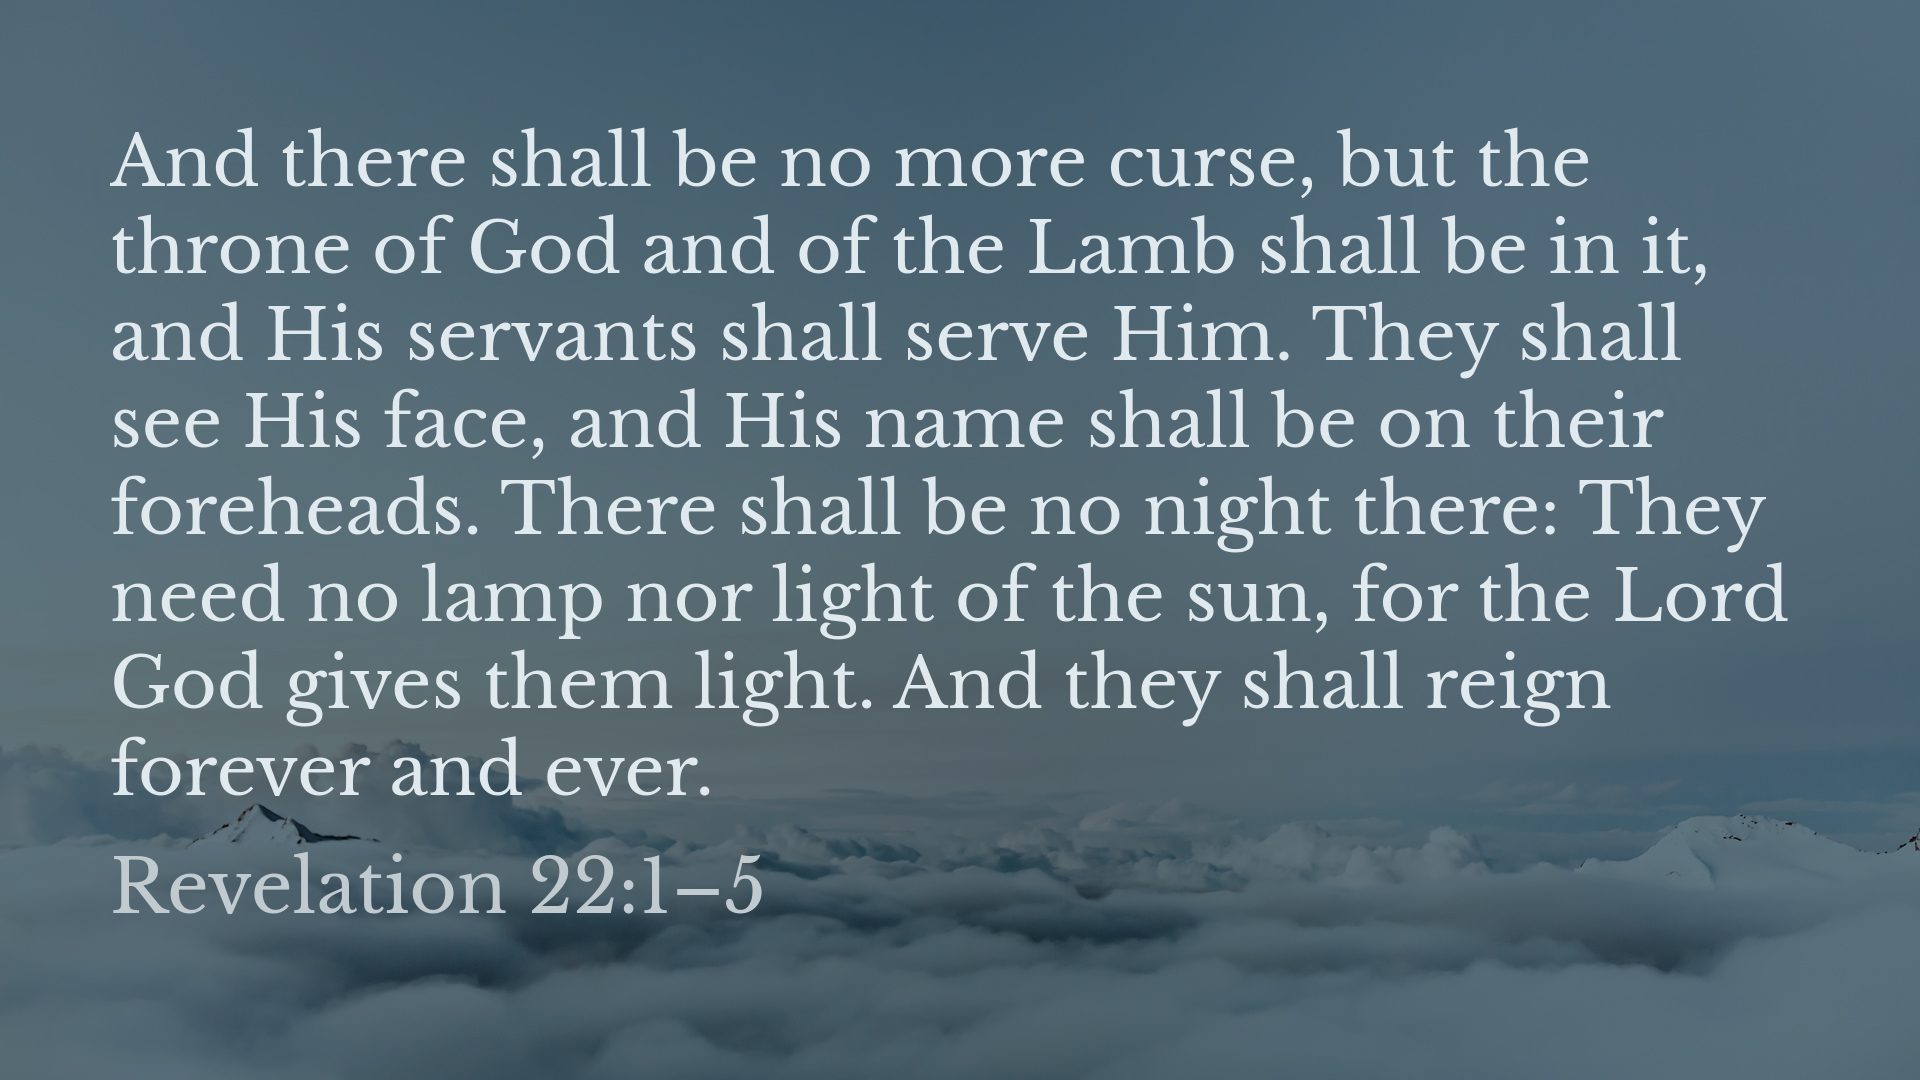 And there shall be no more curse, but the
throne of God and of the Lamb shall be in it,
and His servants shall serve Him. They shall
see His face, and His name shall be on their
foreheads. There shall be no night there: They
need no lamp nor light of the sun, for the Lord
God gives them light. And they shall reign
forever and ever.
Revelation 22:1–5